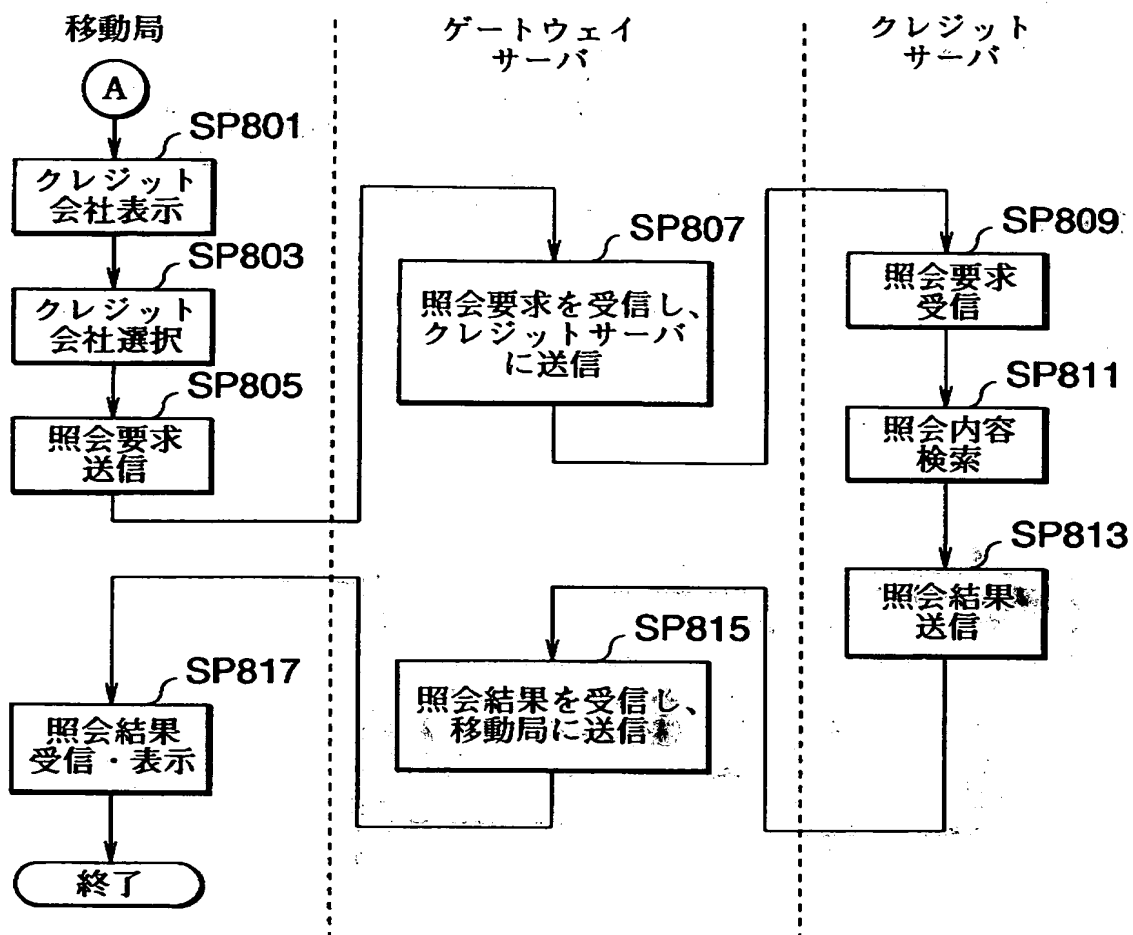 移動局
ゲートウェイ
サーバ
クレジット
サーバ
A
SP801
クレジット
会社表示
SP803
クレジット
会社選択
SP805
照会要求
送信
SP807
照会要求を受信し、
クレジットサーバ
に送信
SP809
照会要求
受信
SP811
照会内容
検索
SP813
照会結果
送信
SP815
照会結果を受信し、
移動局に送信
SP817
照会結果
受信・表示
終了